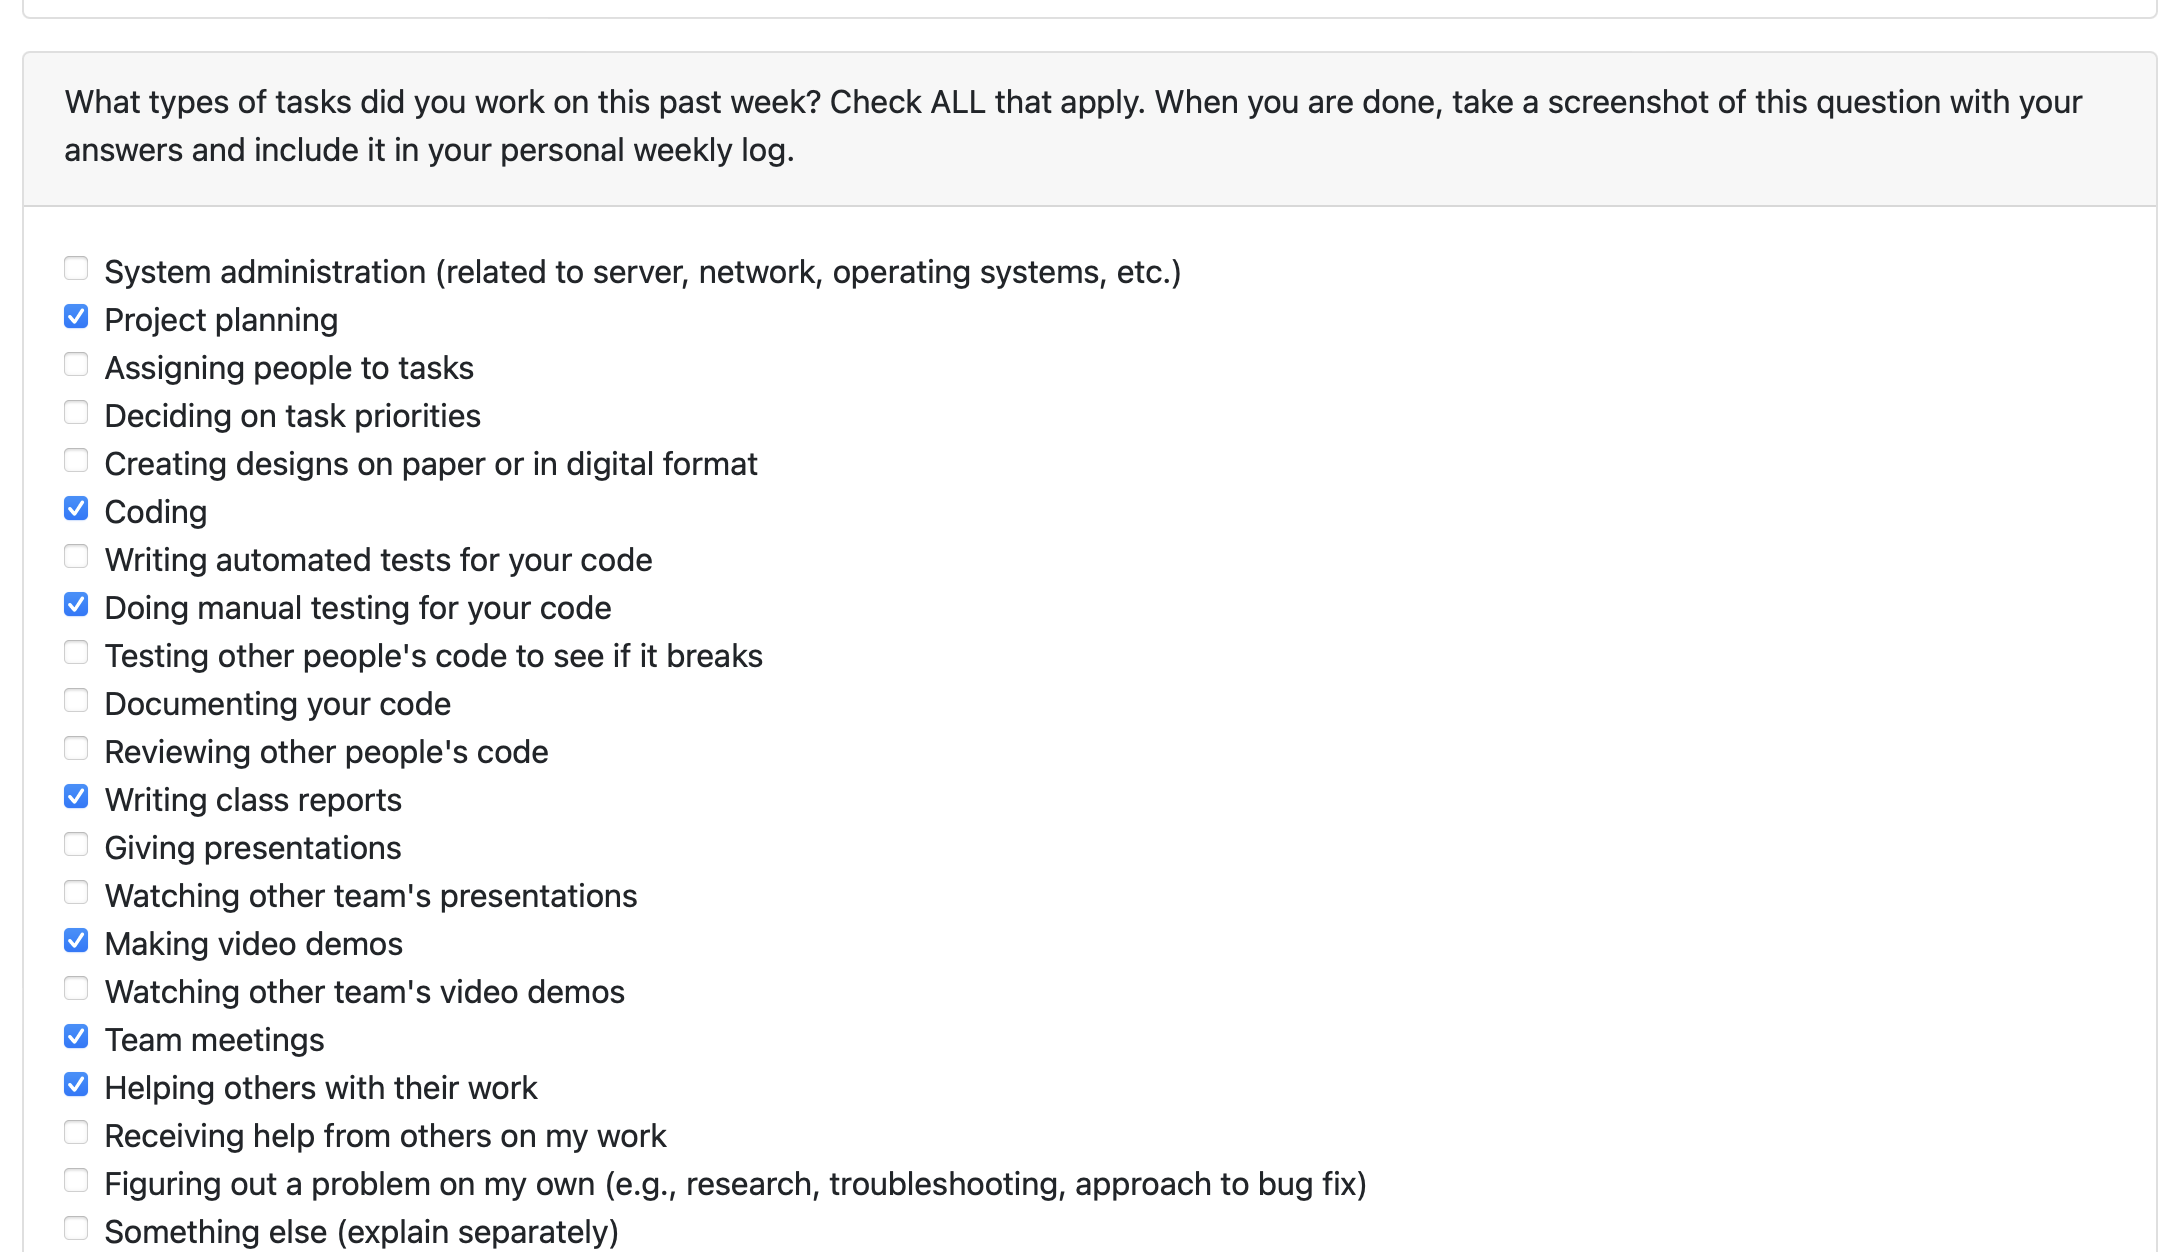 What types of tasks did you work on this past week? Check ALL that apply. When you are done, take a screenshot of this question with your
answers and include it in your personal weekly log.
System administration (related to server, network, operating systems, etc.)
Project planning
Assigning people to tasks
Deciding on task priorities
Creating designs on paper or in digital format
Coding
Writing automated tests for your code
Doing manual testing for your code
Testing other people's code to see if it breaks
Documenting your code
Reviewing other people's code
Writing class reports
Giving presentations
Watching other team's presentations
Making video demos
Watching other team's video demos
Team meetings
Helping others with their work
Receiving help from others on my work
Figuring out a problem on my own (e.g., research, troubleshooting, approach to bug fix)
Something else (explain separately)